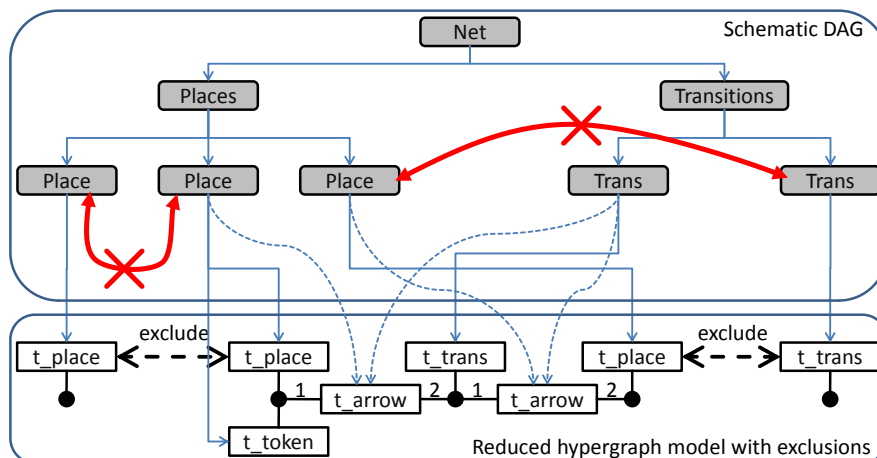 Net
Schematic DAG
Places
Transitions
Place
Place
Place
Trans
Trans
exclude
exclude
t_place
t_place
t_trans
t_place
t_trans
1
t_arrow
2
1
t_arrow
2
t_token
Reduced hypergraph model with exclusions